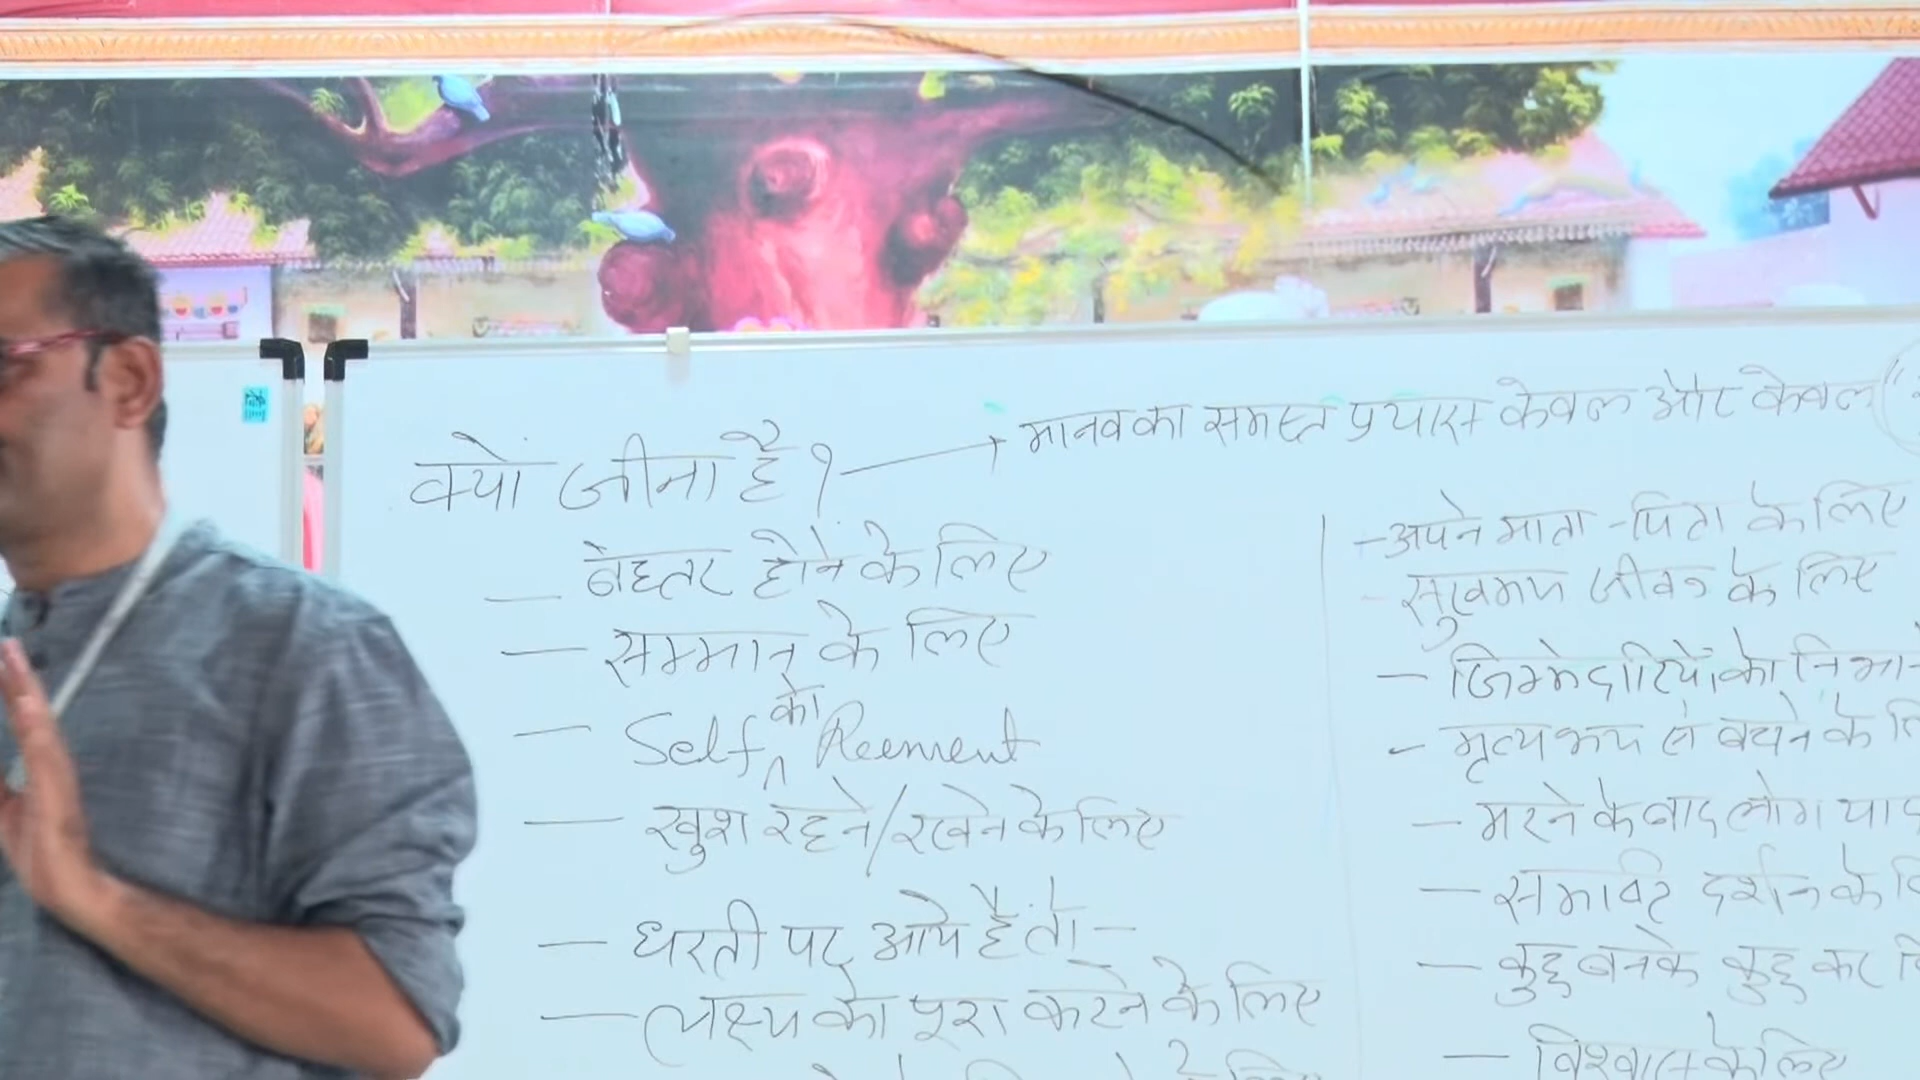 क्यों जीना है? → मानव का समस्त प्रयास केवल और केवल "
— बेहतर होने के लिए
— सम्मान के लिए
— Self को
— खुश रहने/रखने के लिए
— धरती पर आये हैं तो —
— लक्ष्य को पूरा करने के लिए
- अपने माता-पिता के लिए
- सुखमय जीवन के लिए
— जिम्मेदारियों को निभा
- मृत्यु भय से बचने के लि
— मरने के बाद लोग याद
— दर्शन के लि
— कुछ बनके कुछ कर
— विश्वास के लिए